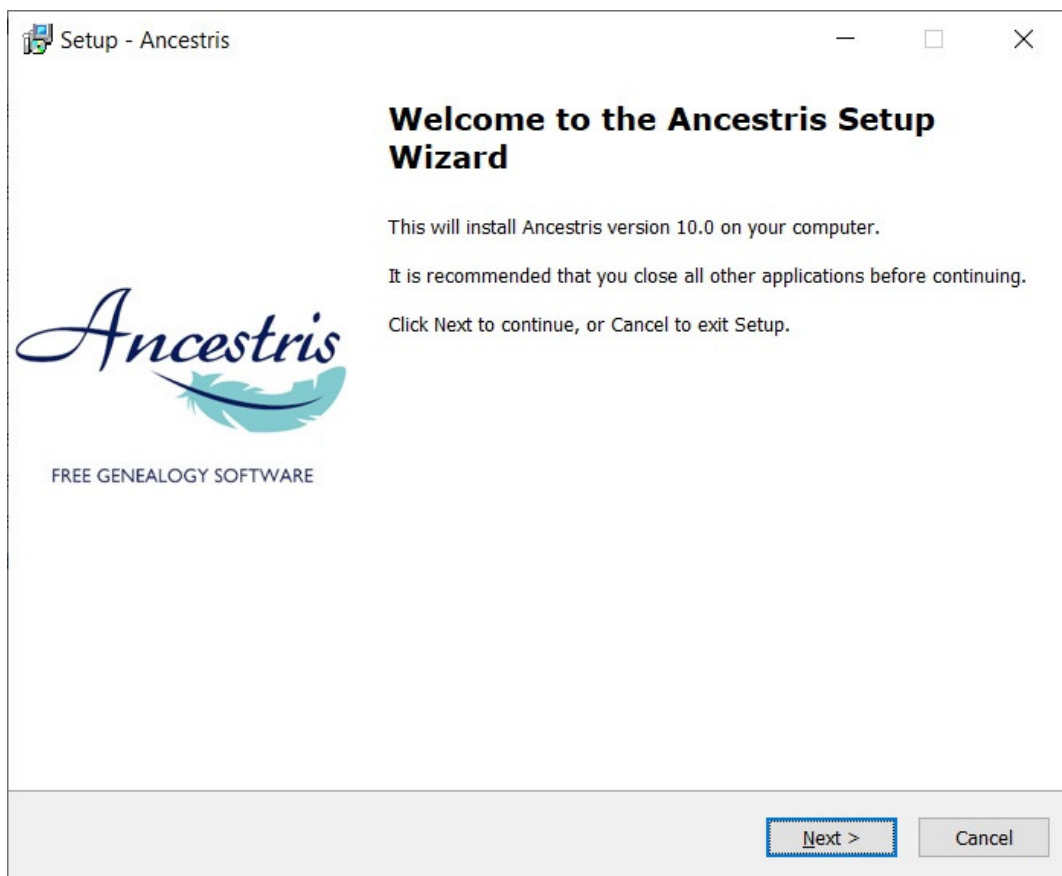 Setup - Ancestris
Welcome to the Ancestris Setup
Wizard
This will install Ancestris version 10.0 on your computer.
It is recommended that you close all other applications before continuing.
Click Next to continue, or Cancel to exit Setup.
Ancestris
FREE GENEALOGY SOFTWARE
Next >
Cancel